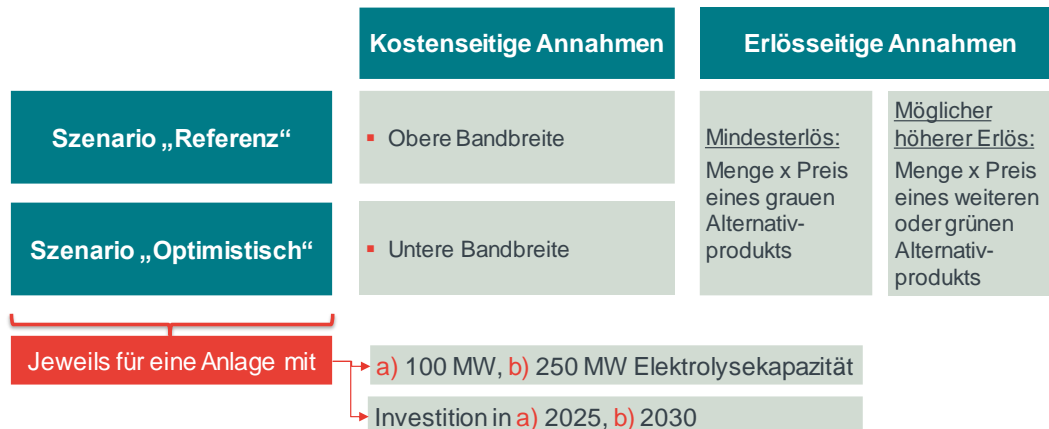 Kostenseitige Annahmen
Erlösseitige Annahmen
Szenario „Referenz“
▪ Obere Bandbreite
Mindesterlös:
Menge x Preis
eines grauen
Alternativ-
produkts
Möglicher
höherer Erlös:
Menge x Preis
eines weiteren
oder grünen
Alternativ-
produkts
Szenario „Optimistisch“
▪ Untere Bandbreite
Jeweils für eine Anlage mit
a) 100 MW, b) 250 MW Elektrolysekapazität
Investition in a) 2025, b) 2030